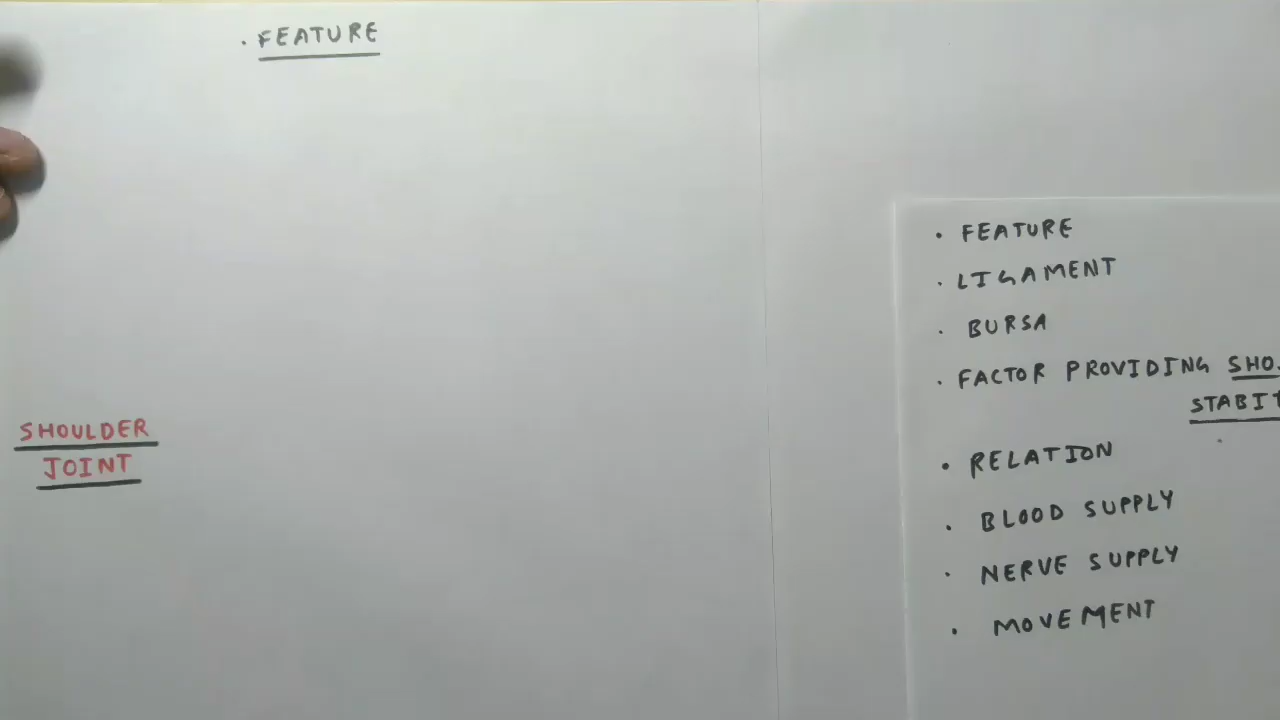 . FEATURE
SHOULDER
JOINT
. FEATURE
. LIGAMENT
. BURSA
. FACTOR PROVIDING
. RELATION
. BLOOD SUPPLY
. NERVE SUPPLY
. MOVEMENT